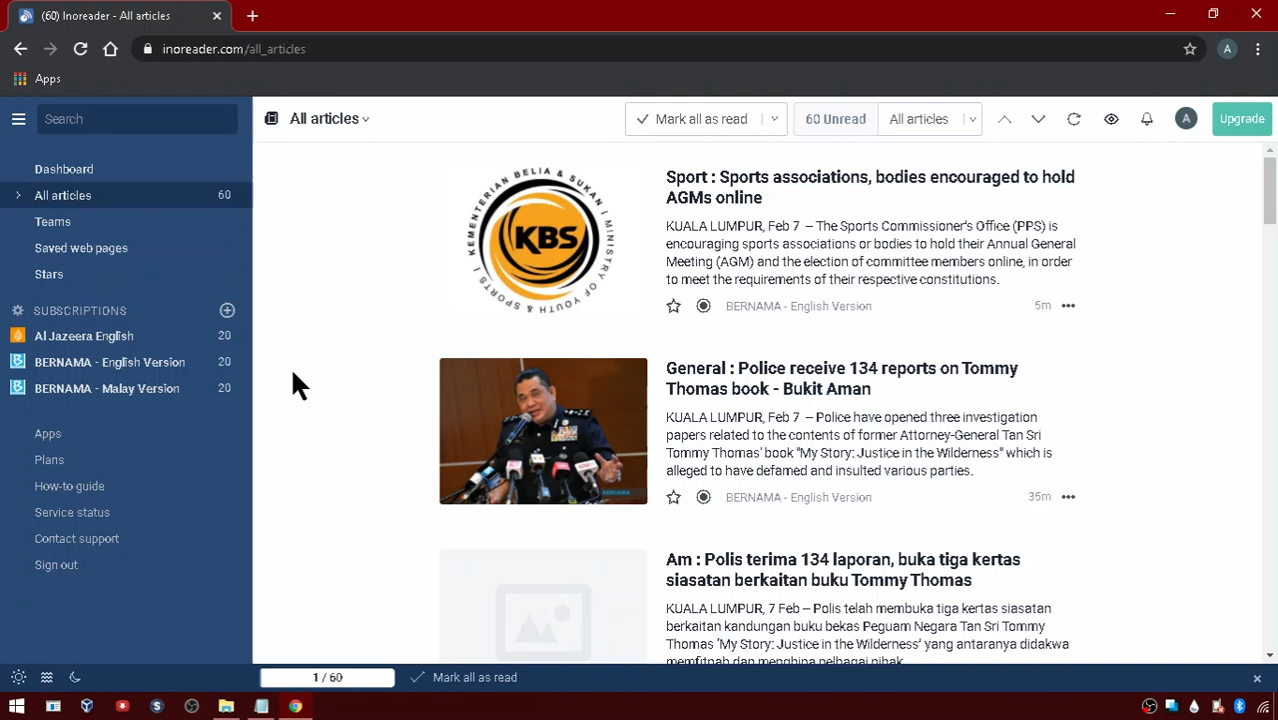 (60) Inoreader - All articles
inoreader.com/all_articles
A
Apps
Search
All articles
Mark all as read
60 Unread
All articles
A
Upgrade
Dashboard
All articles 60
Teams
Saved web pages
Stars
SUBSCRIPTIONS
Al Jazeera English 20
BERNAMA - English Version 20
BERNAMA - Malay Version 20
Apps
Plans
How-to guide
Service status
Contact support
Sign out
KEMENTERIAN BELIA & SUKAN | MINISTRY OF YOUTH & SPORTS |
KBS
Sport : Sports associations, bodies encouraged to hold
AGMs online
KUALA LUMPUR, Feb 7 – The Sports Commissioner's Office (PPS) is
encouraging sports associations or bodies to hold their Annual General
Meeting (AGM) and the election of committee members online, in order
to meet the requirements of their respective constitutions.
BERNAMA - English Version 5m
General : Police receive 134 reports on Tommy
Thomas book - Bukit Aman
KUALA LUMPUR, Feb 7 – Police have opened three investigation
papers related to the contents of former Attorney-General Tan Sri
Tommy Thomas' book "My Story: Justice in the Wilderness" which is
alleged to have defamed and insulted various parties.
BERNAMA
BERNAMA - English Version 35m
Am : Polis terima 134 laporan, buka tiga kertas
siasatan berkaitan buku Tommy Thomas
KUALA LUMPUR, 7 Feb – Polis telah membuka tiga kertas siasatan
berkaitan kandungan buku bekas Peguam Negara Tan Sri Tommy
Thomas 'My Story: Justice in the Wilderness' yang antaranya didakwa
memfitnah dan menghina pelbagai pihak.
1 / 60
Mark all as read